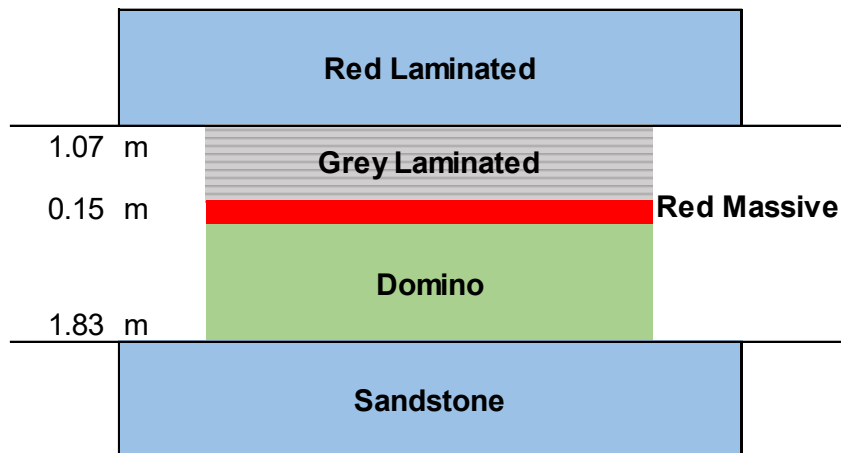 Red Laminated
1.07 m
Grey Laminated
0.15 m
Red Massive
Domino
1.83 m
Sandstone